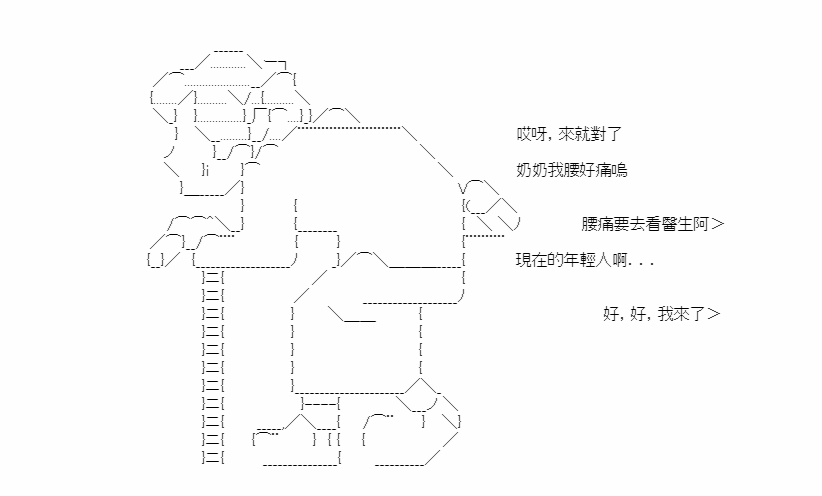 哎呀, 來就對了
奶奶我腰好痛嗚
腰痛要去看醫生阿＞
現在的年輕人啊. . .
好, 好, 我來了＞